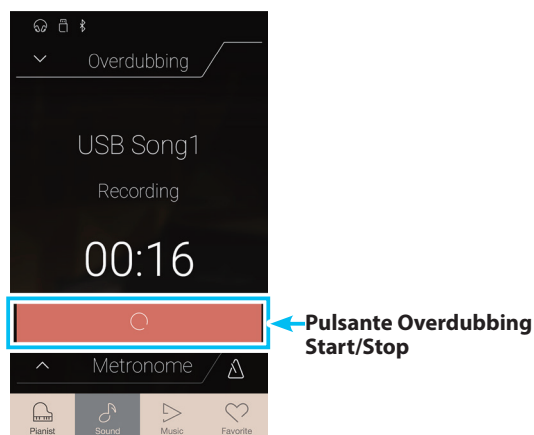 Overdubbing
USB Song1
Recording
00:16
Pulsante Overdubbing
Start/Stop
Metronome
Pianist Sound Music Favorite